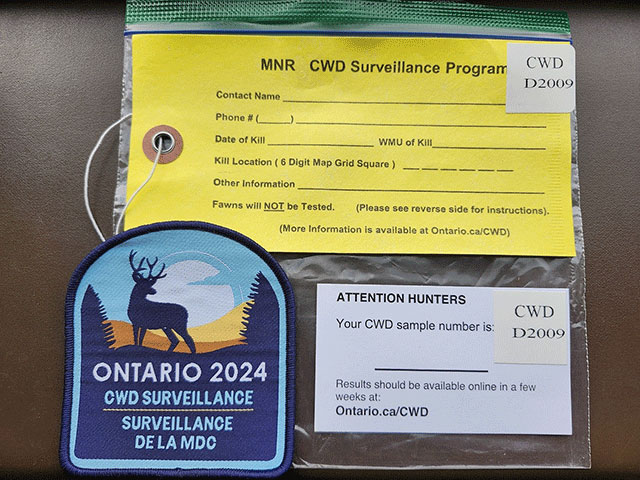 MNR CWD Surveillance Program
CWD
D2009
Contact Name
Phone # (_____)
Date of Kill
WMU of Kill
Kill Location ( 6 Digit Map Grid Square )
Other Information
Fawns will NOT be Tested. (Please see reverse side for instructions).
(More Information is available at Ontario.ca/CWD)
ATTENTION HUNTERS
Your CWD sample number is:
CWD
D2009
Results should be available online in a few
weeks at:
Ontario.ca/CWD
ONTARIO 2024
CWD SURVEILLANCE
SURVEILLANCE
DE LA MDC